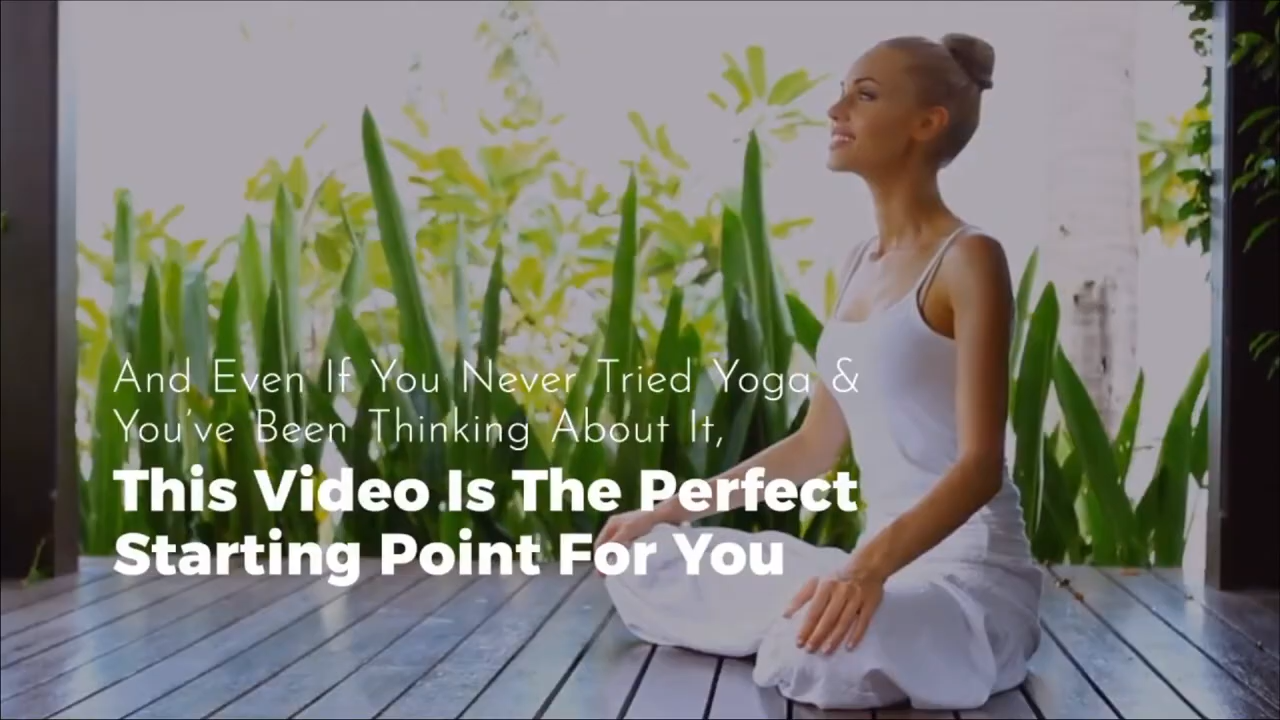 And Even If You Never Tried Yoga &
You've Been Thinking About It,
This Video Is The Perfect
Starting Point For You